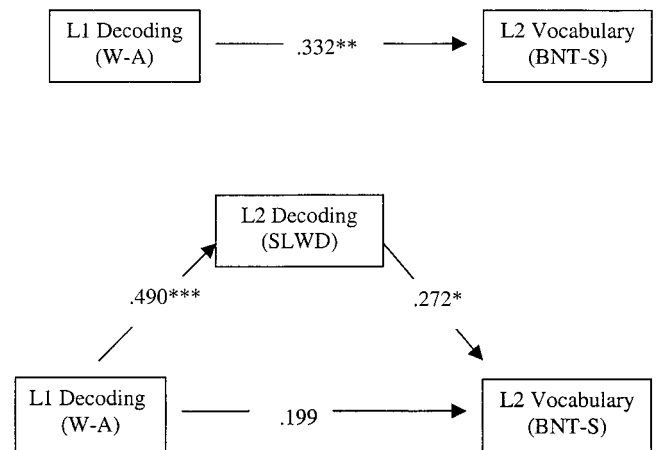 L1 Decoding
(W-A)
.332**
L2 Vocabulary
(BNT-S)
L2 Decoding
(SLWD)
.490***
.272*
L1 Decoding
(W-A)
.199
L2 Vocabulary
(BNT-S)